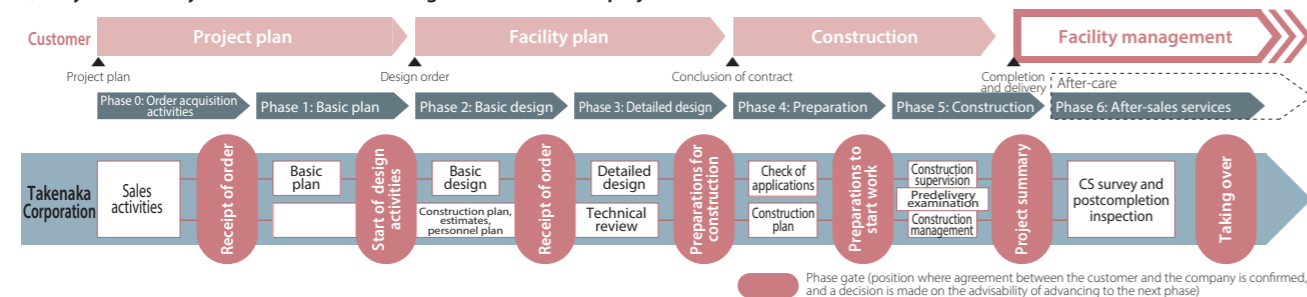 Customer
Project plan
Facility plan
Construction
Facility management
Project plan
Design order
Conclusion of contract
Completion
and delivery
After-care
Phase 0: Order acquisition
activities
Phase 1: Basic plan
Phase 2: Basic design
Phase 3: Detailed design
Phase 4: Preparation
Phase 5: Construction
Phase 6: After-sales services
Takenaka
Corporation
Sales
activities
Receipt of order
Basic
plan
Start of design
activities
Basic
design
Construction plan,
estimates,
personnel plan
Receipt of order
Detailed
design
Technical
review
Preparations for
construction
Check of
applications
Construction
plan
Preparations to
start work
Construction
supervision
Predelivery
examination
Construction
management
Project summary
CS survey and
postcompletion
inspection
Taking over
Phase gate (position where agreement between the customer and the company is confirmed,
and a decision is made on the advisability of advancing to the next phase)